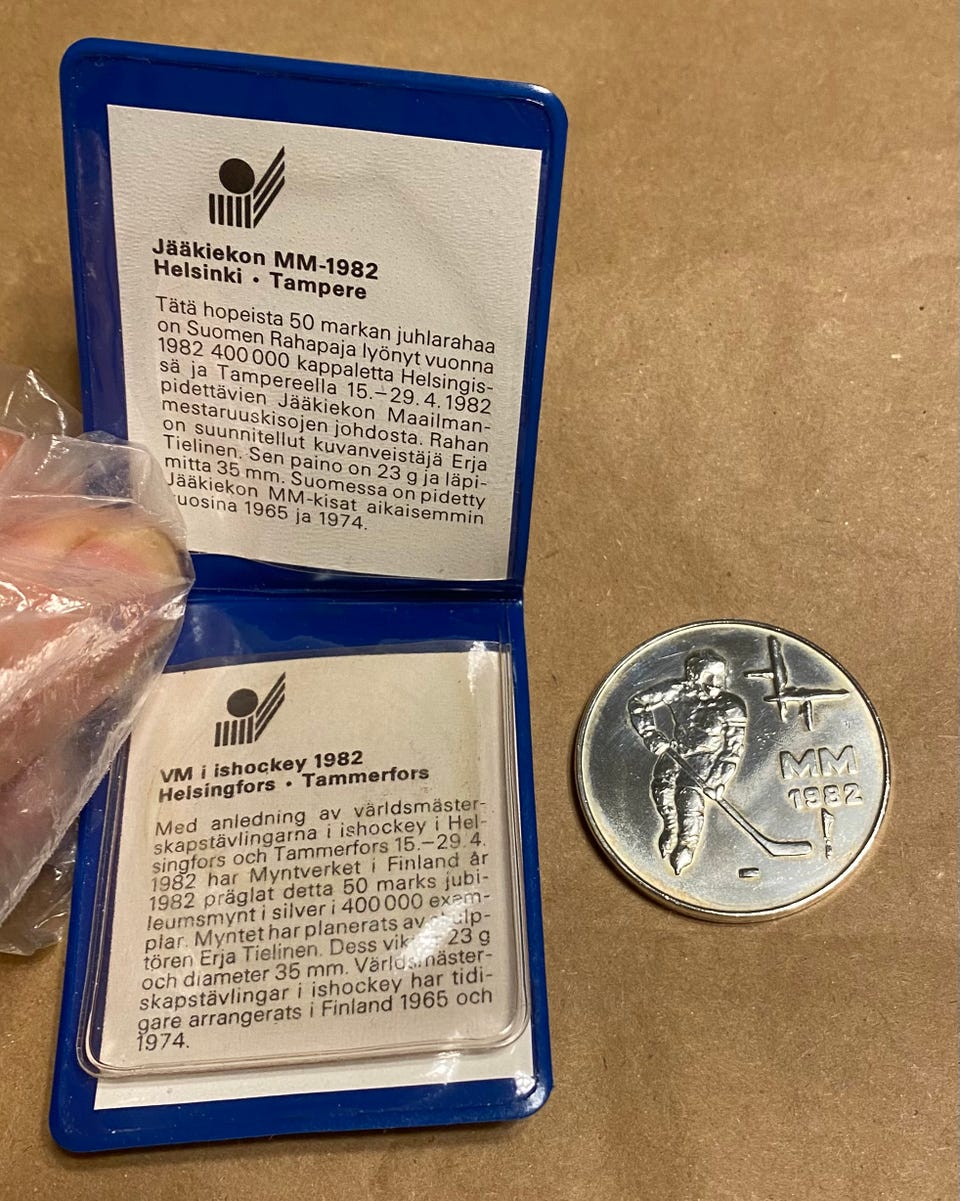 Jääkiekon MM-1982
Helsinki • Tampere
Tätä hopeista 50 markan juhlarahaa
on Suomen Rahapaja lyönyt vuonna
1982 400 000 kappaletta Helsingis-
sä ja Tampereella 15.–29.4.1982
pidettävien Jääkiekon Maailman-
mestaruuskisojen johdosta. Rahan
on suunnitellut kuvanveistäjä Erja
Tielinen. Sen paino on 23 g ja läpi-
mitta 35 mm. Suomessa on pidetty
Jääkiekon MM-kisat aikaisemmin
vuosina 1965 ja 1974.
VM i ishockey 1982
Helsingfors • Tammerfors
Med anledning av världsmäster-
skapstävlingarna i ishockey i Hel-
singfors och Tammerfors 15.–29.4.
1982 har Myntverket i Finland år
1982 präglat detta 50 marks jubi-
leumsmynt i silver i 400 000 exem-
plar. Myntet har planerats av skulp-
tören Erja Tielinen. Dess vikt 23 g
och diameter 35 mm. Världsmäster-
skapstävlingar i ishockey har tidi-
gare arrangerats i Finland 1965 och
1974.
MM
1982